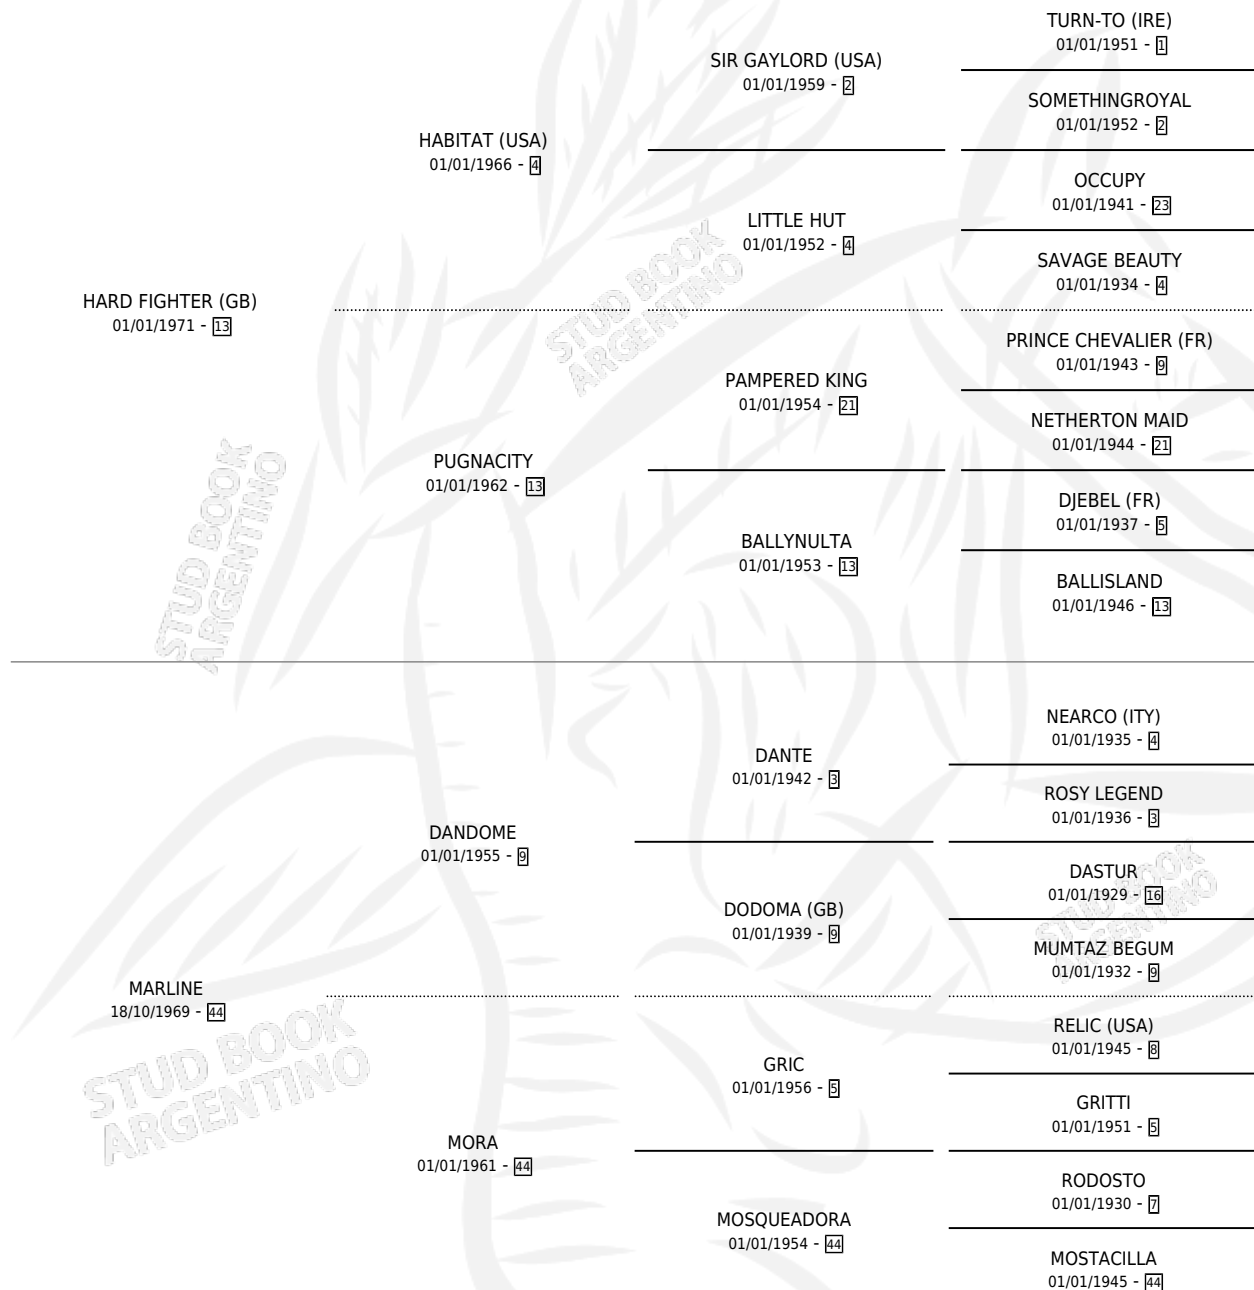 HARD FIGHTER (GB)
01/01/1971 - 13
HABITAT (USA)
01/01/1966 - 4
SIR GAYLORD (USA)
01/01/1959 - 2
TURN-TO (IRE)
01/01/1951 - 1
SOMETHINGROYAL
01/01/1952 - 2
LITTLE HUT
01/01/1952 - 4
OCCUPY
01/01/1941 - 23
SAVAGE BEAUTY
01/01/1934 - 4
PUGNACITY
01/01/1962 - 13
PAMPERED KING
01/01/1954 - 21
PRINCE CHEVALIER (FR)
01/01/1943 - 9
NETHERTON MAID
01/01/1944 - 21
BALLYNULTA
01/01/1953 - 13
DJEBEL (FR)
01/01/1937 - 5
BALLISLAND
01/01/1946 - 13
MARLINE
18/10/1969 - 44
DANDOME
01/01/1955 - 9
DANTE
01/01/1942 - 3
NEARCO (ITY)
01/01/1935 - 4
ROSY LEGEND
01/01/1936 - 3
DODOMA (GB)
01/01/1939 - 9
DASTUR
01/01/1929 - 16
MUMTAZ BEGUM
01/01/1932 - 9
MORA
01/01/1961 - 44
GRIC
01/01/1956 - 5
RELIC (USA)
01/01/1945 - 8
GRITTI
01/01/1951 - 5
MOSQUEADORA
01/01/1954 - 44
RODOSTO
01/01/1930 - 7
MOSTACILLA
01/01/1945 - 44
STUD BOOK
ARGENTINO
STUD BOOK
ARGENTINO
STUD BOOK
ARGENTINO
STUD BOOK
ARGENTINO